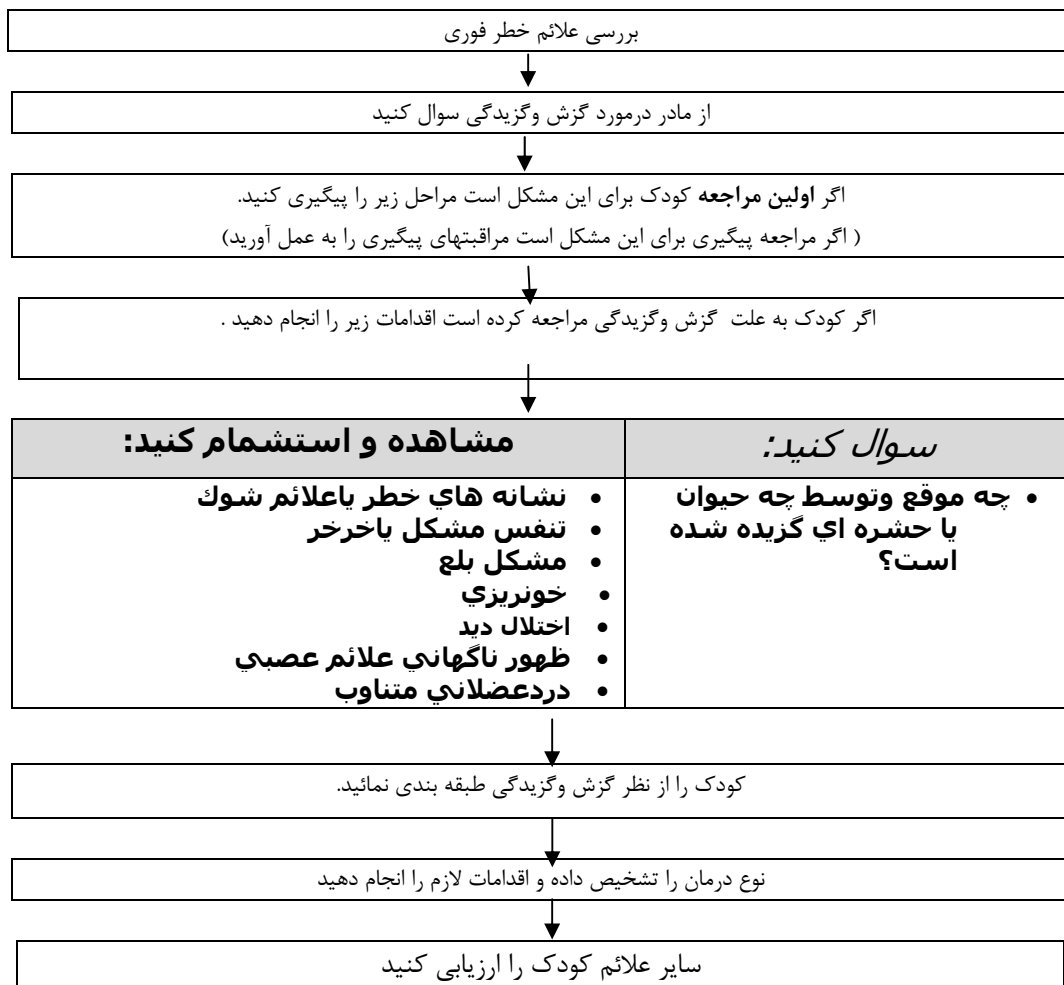 بررسی علائم خطر فوری
از مادر درمورد گزش وگزیدگی سوال کنید
اگر اولین مراجعه کودک برای این مشکل است مراحل زیر را پیگیری کنید.
( اگر مراجعه پیگیری برای این مشکل است مراقبتهای پیگیری را به عمل آورید)
اگر کودک به علت گزش وگزیدگی مراجعه کرده است اقدامات زیر را انجام دهید .
سوال کنید:
• چه موقع وتوسط چه حیوان
یا حشره اي گزیده شده
است؟
مشاهده و استشمام کنید:
• نشانه هاي خطر یاعلائم شوك
• تنفس مشکل یاخرخر
• مشکل بلع
• خونریزي
• اختلال دید
• ظهور ناگهاني علائم عصبي
• دردعضلاني متناوب
کودک را از نظر گزش وگزیدگی طبقه بندی نمائید.
نوع درمان را تشخیص داده و اقدامات لازم را انجام دهید
سایر علائم کودک را ارزیابی کنید